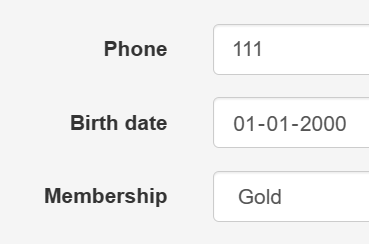 Phone 111
Birth date 01-01-2000
Membership Gold